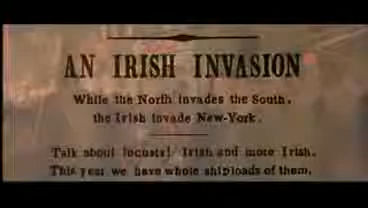 AN IRISH INVASION
While the North invades the South,
the Irish invade New-York.
Talk about locusts! Irish and more Irish.
This year we have whole shiploads of them.